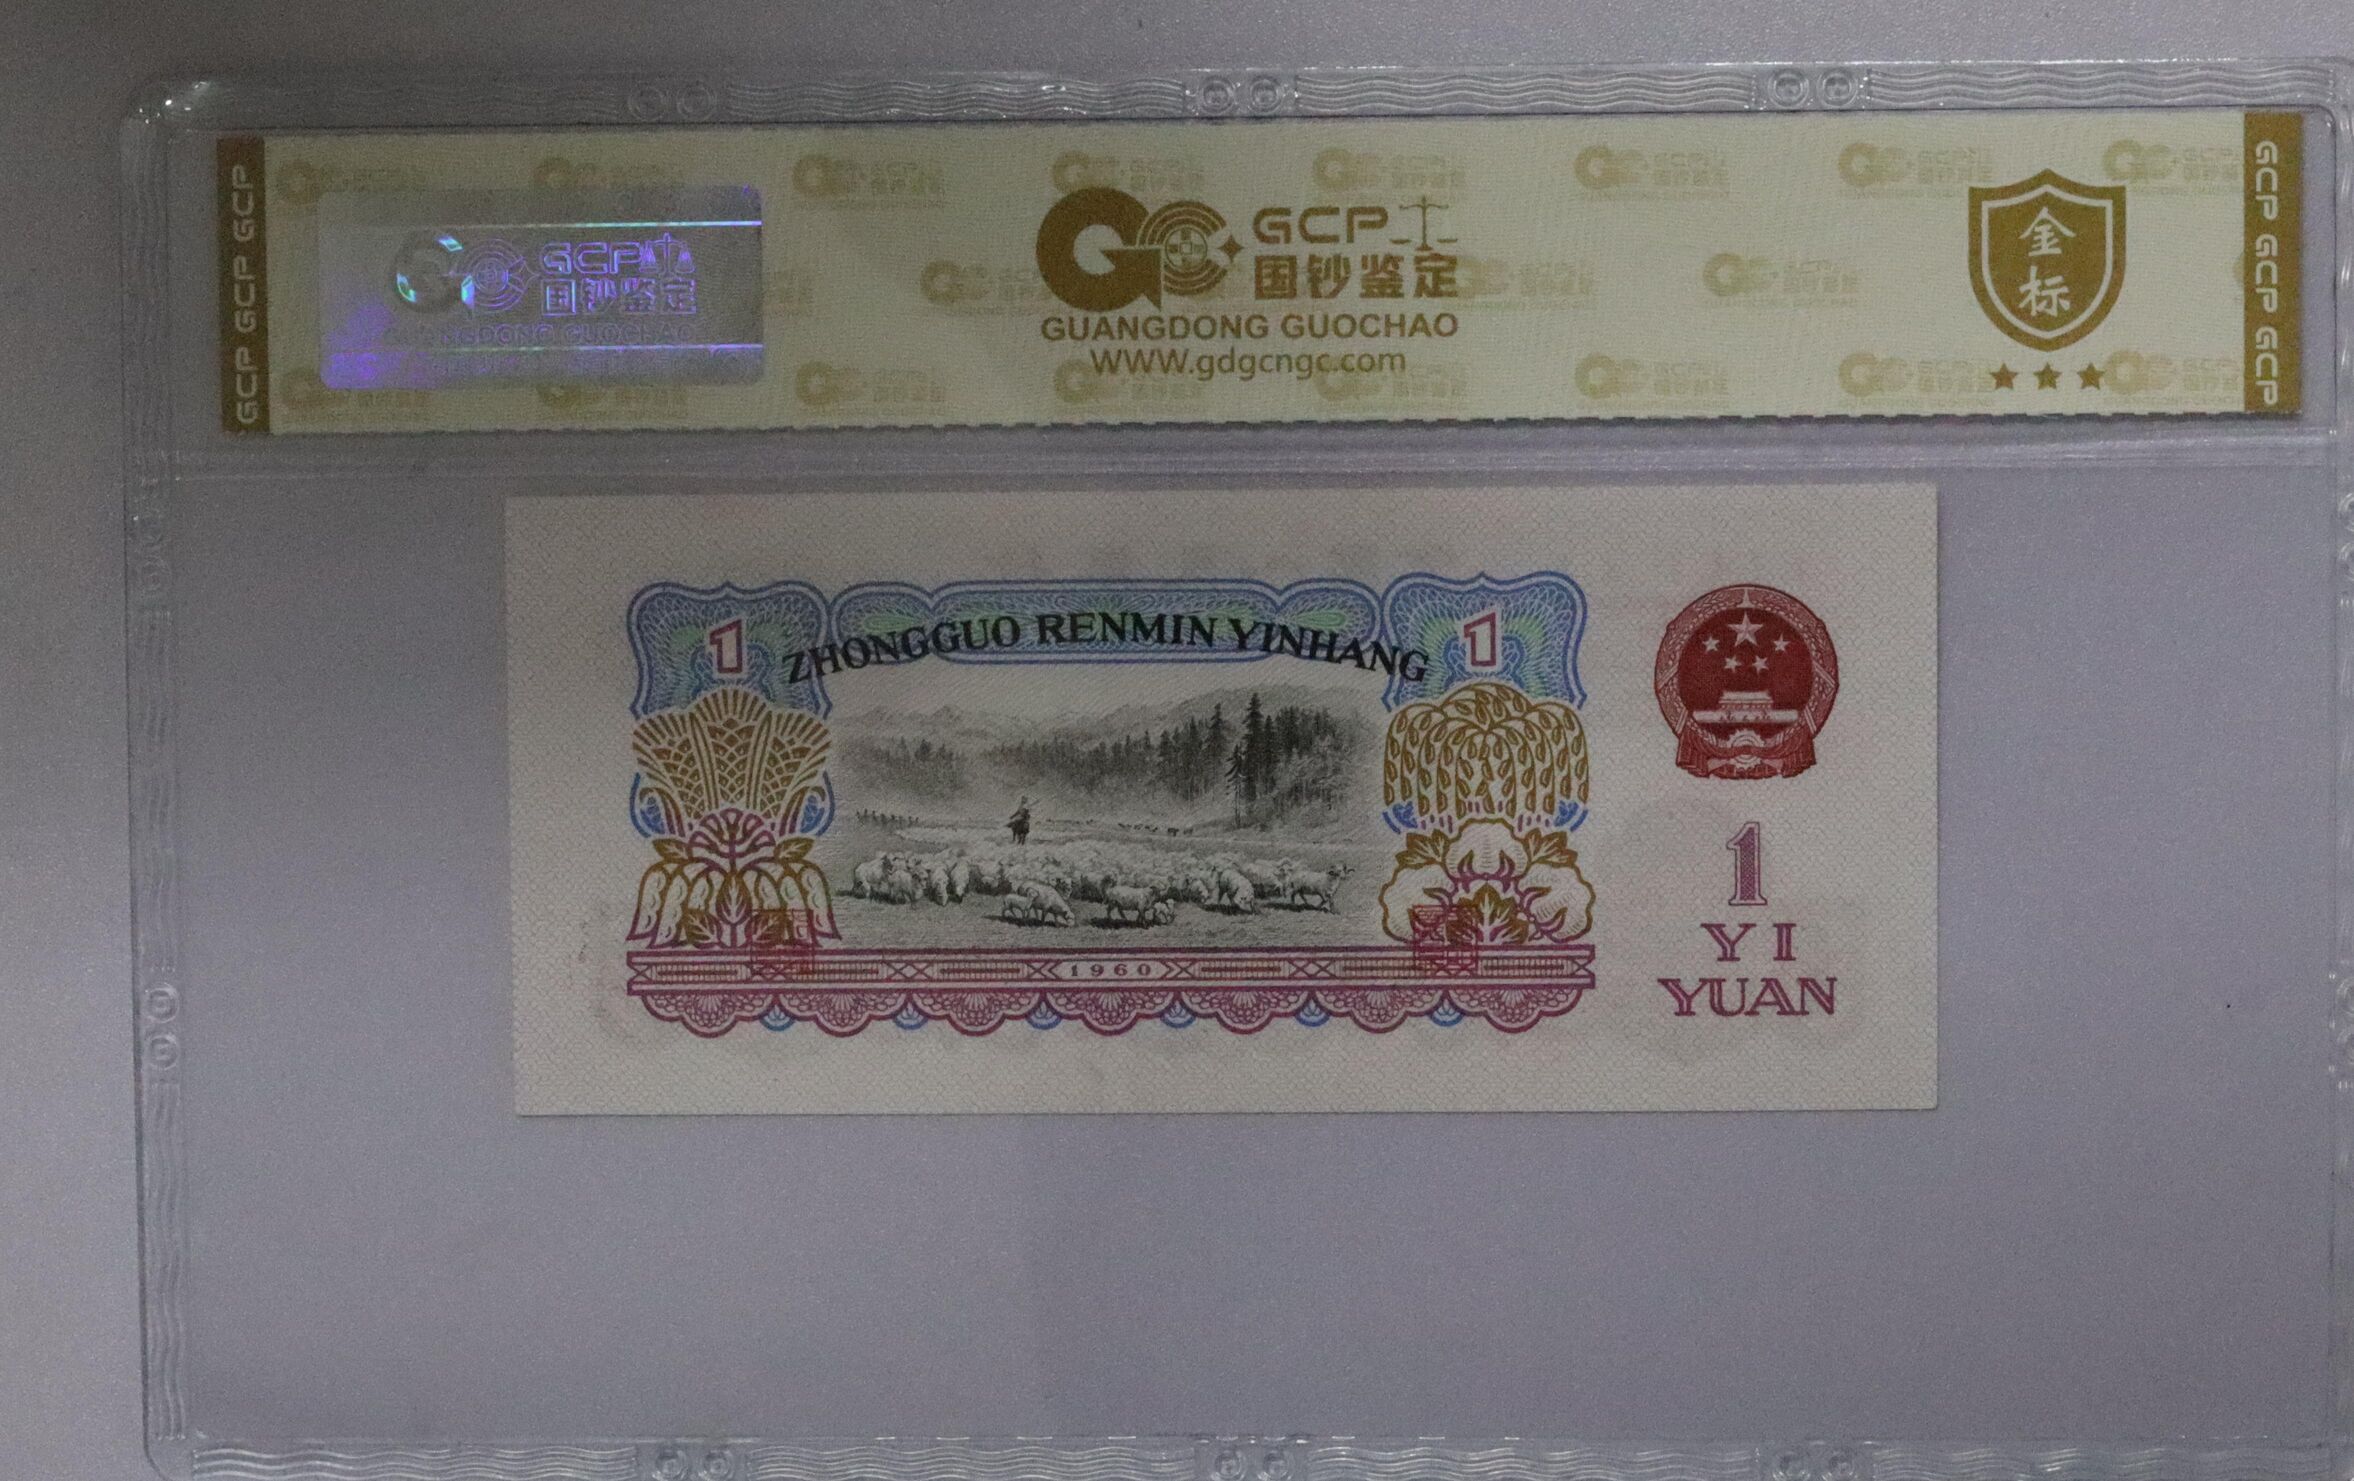 GCP GCP GCP
GCP
国钞鉴定
GUANGDONG GUOCHAO
GCP
国钞鉴定
GUANGDONG GUOCHAO
WWW.gdgcngc.com
金
标
GCP GCP GCP
1
ZHONGGUO RENMIN YINHANG
1
1960
1
YI
YUAN